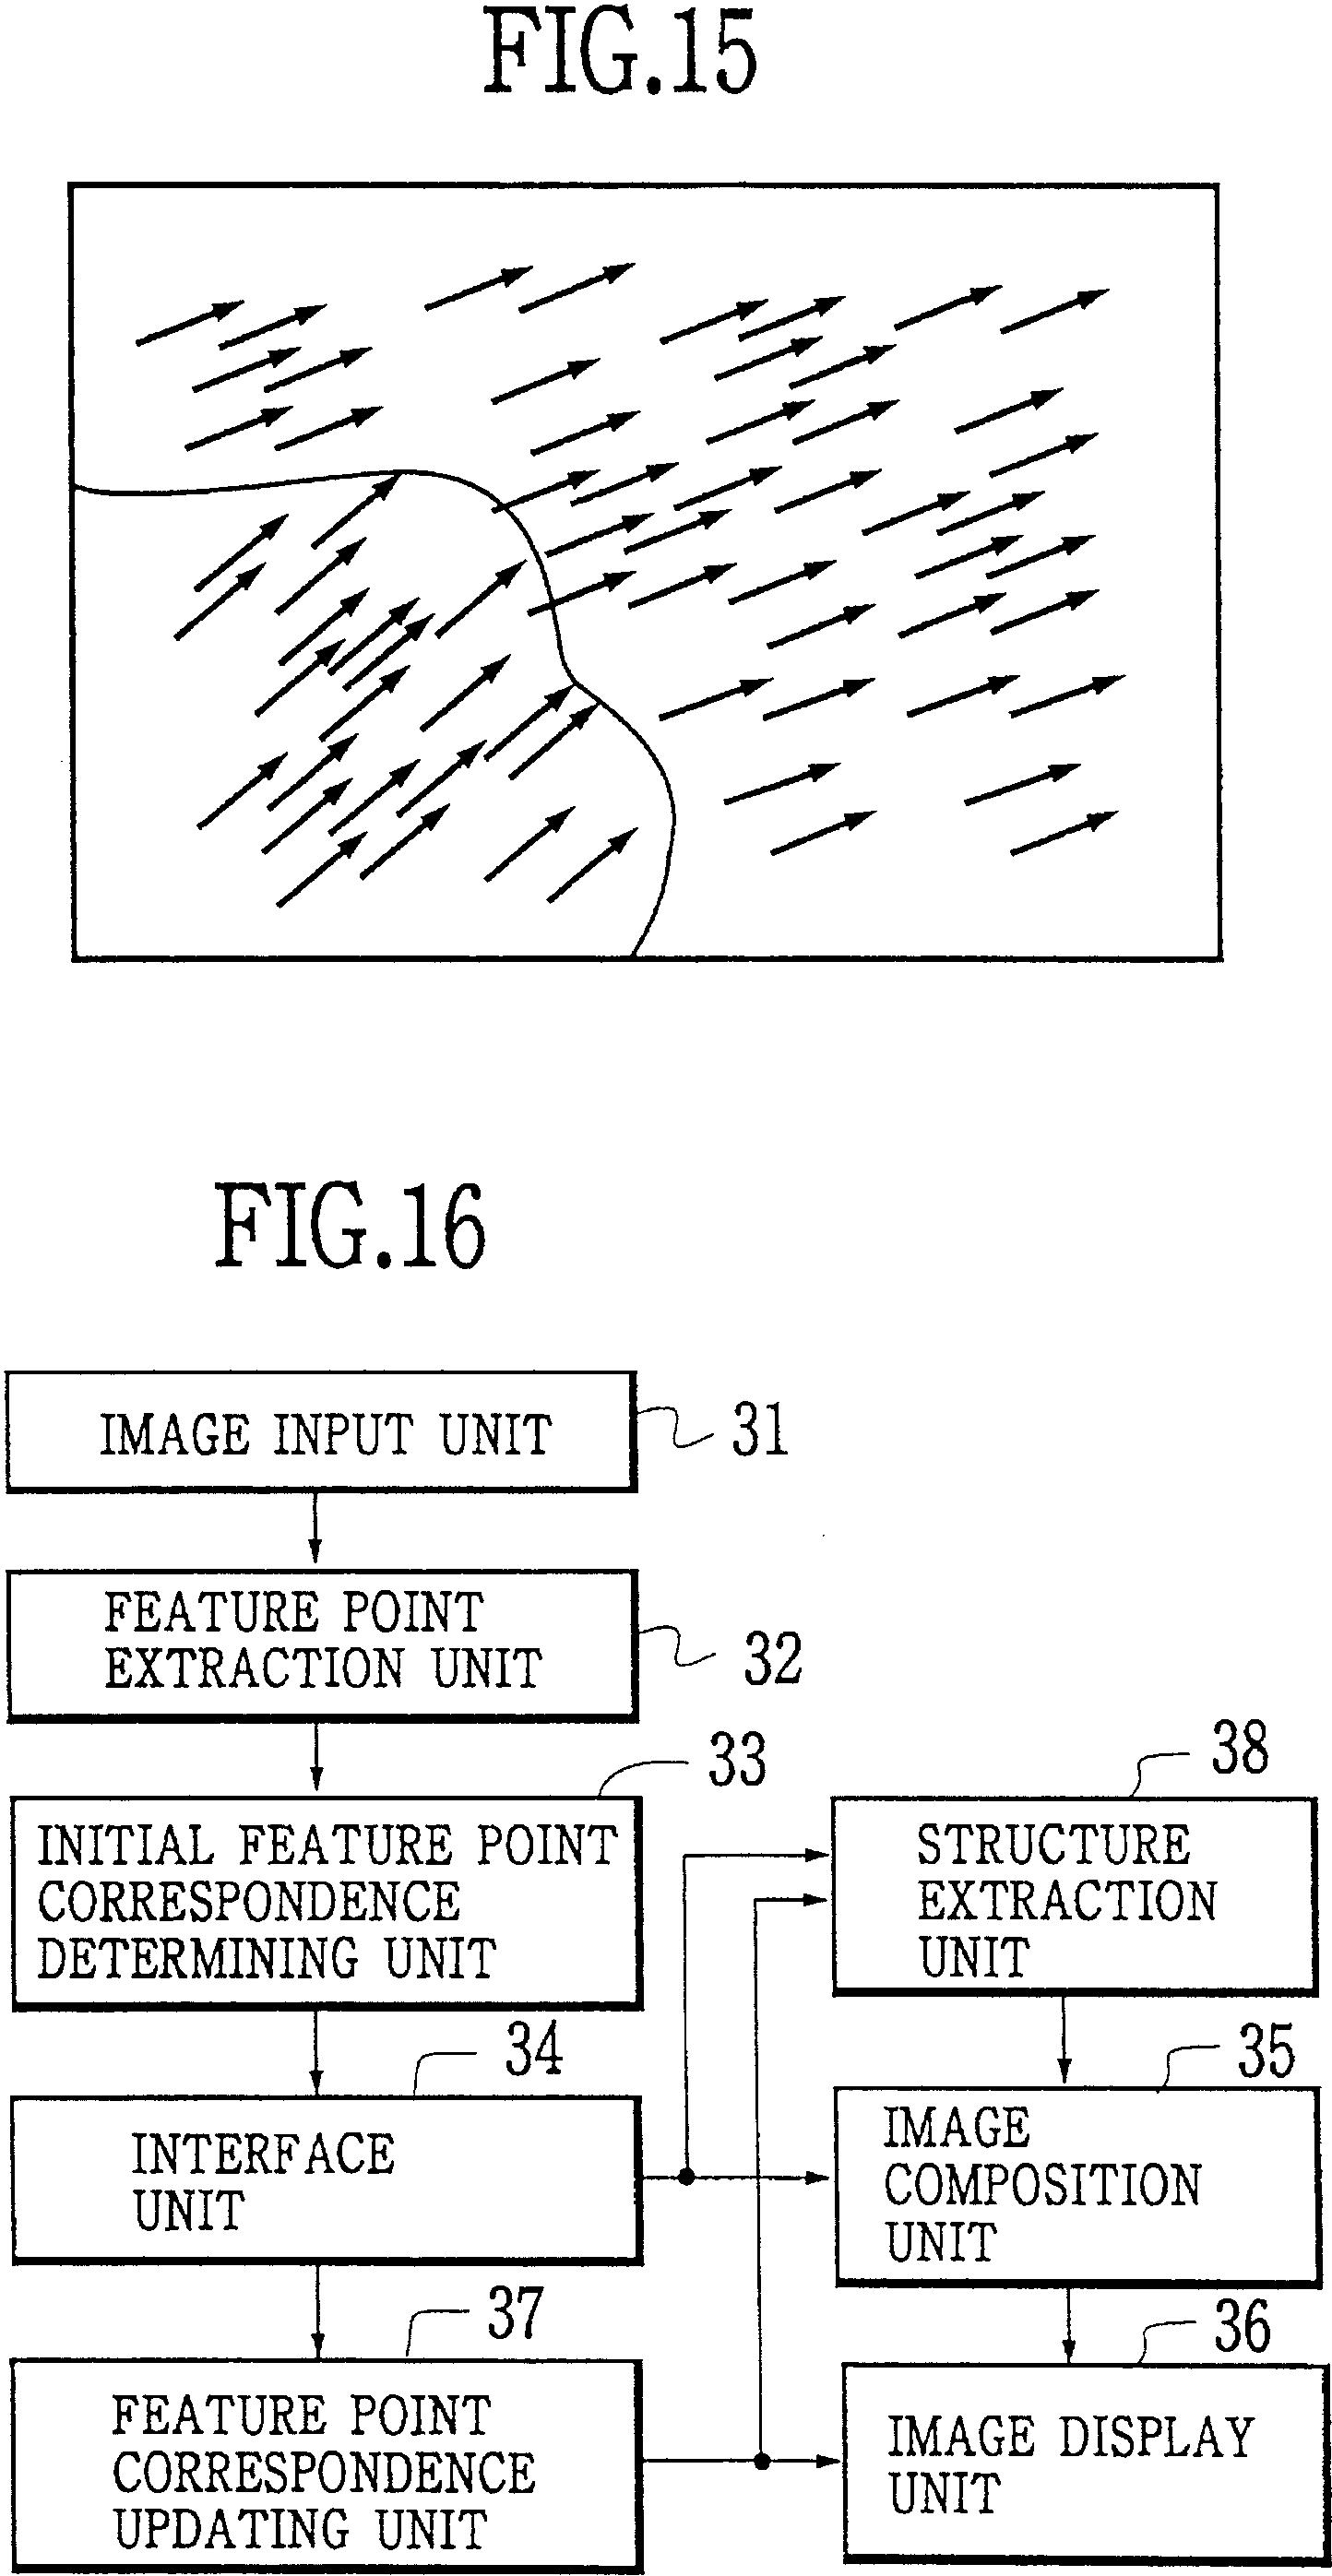 FIG.15
FIG.16
IMAGE INPUT UNIT
31
FEATURE POINT
EXTRACTION UNIT
32
33
INITIAL FEATURE POINT
CORRESPONDENCE
DETERMINING UNIT
38
STRUCTURE
EXTRACTION
UNIT
34
INTERFACE
UNIT
35
IMAGE
COMPOSITION
UNIT
37
FEATURE POINT
CORRESPONDENCE
UPDATING UNIT
36
IMAGE DISPLAY
UNIT